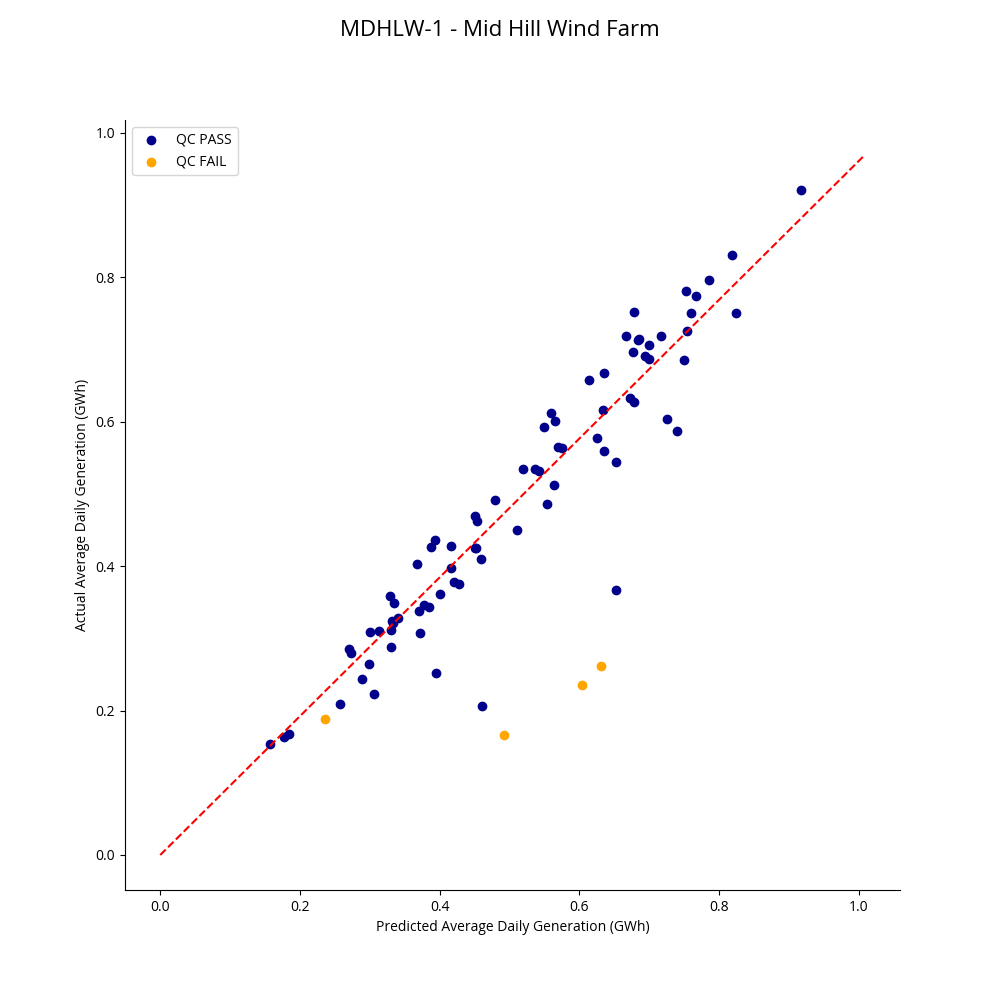 MDHLW-1 - Mid Hill Wind Farm
QC PASS
QC FAIL
1.0
0.8
0.6
0.4
0.2
0.0
Actual Average Daily Generation (GWh)
0.0 0.2 0.4 0.6 0.8 1.0
Predicted Average Daily Generation (GWh)